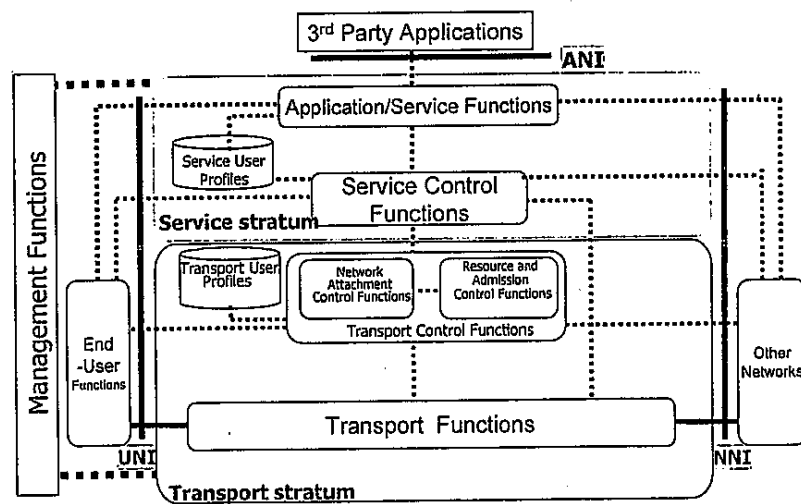 3rd Party Applications
ANI
Application/Service Functions
Service User
Profiles
Service Control
Functions
Service stratum
Management Functions
Transport User
Profiles
Network
Attachment
Control Functions
Resource and
Admission
Control Functions
Transport Control Functions
End
-User
Functions
Other
Networks
Transport Functions
UNI
NNI
Transport stratum